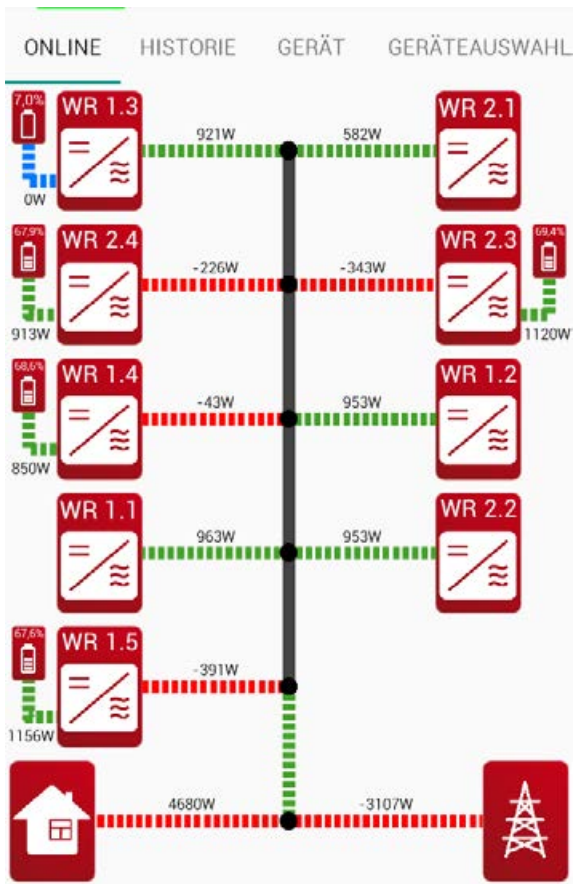 ONLINE HISTORIE GERÄT GERÄTEAUSWAHL
7,0% WR 1.3 921W 582W WR 2.1
0W
67,9% WR 2.4 -226W -343W WR 2.3 69,4%
913W 1120W
68,6% WR 1.4 -43W 953W WR 1.2
850W
WR 1.1 963W 953W WR 2.2
67,6% WR 1.5 -391W
1156W
4680W -3107W